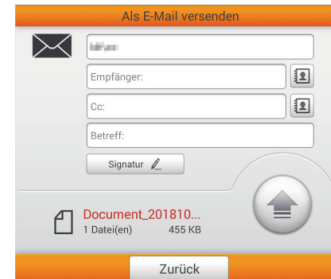 Als E-Mail versenden
Empfänger:
Cc:
Betreff:
Signatur
Document_201810...
1 Datei(en) 455 KB
Zurück